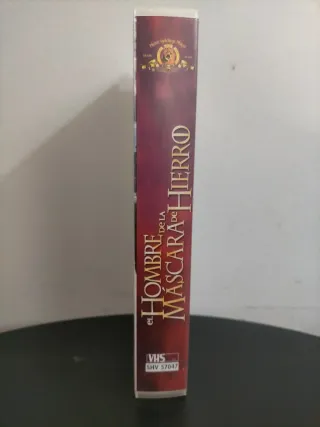 EL HOMBRE DE LA
MÁSCARA DE HIERRO
VHS
SHV 57047